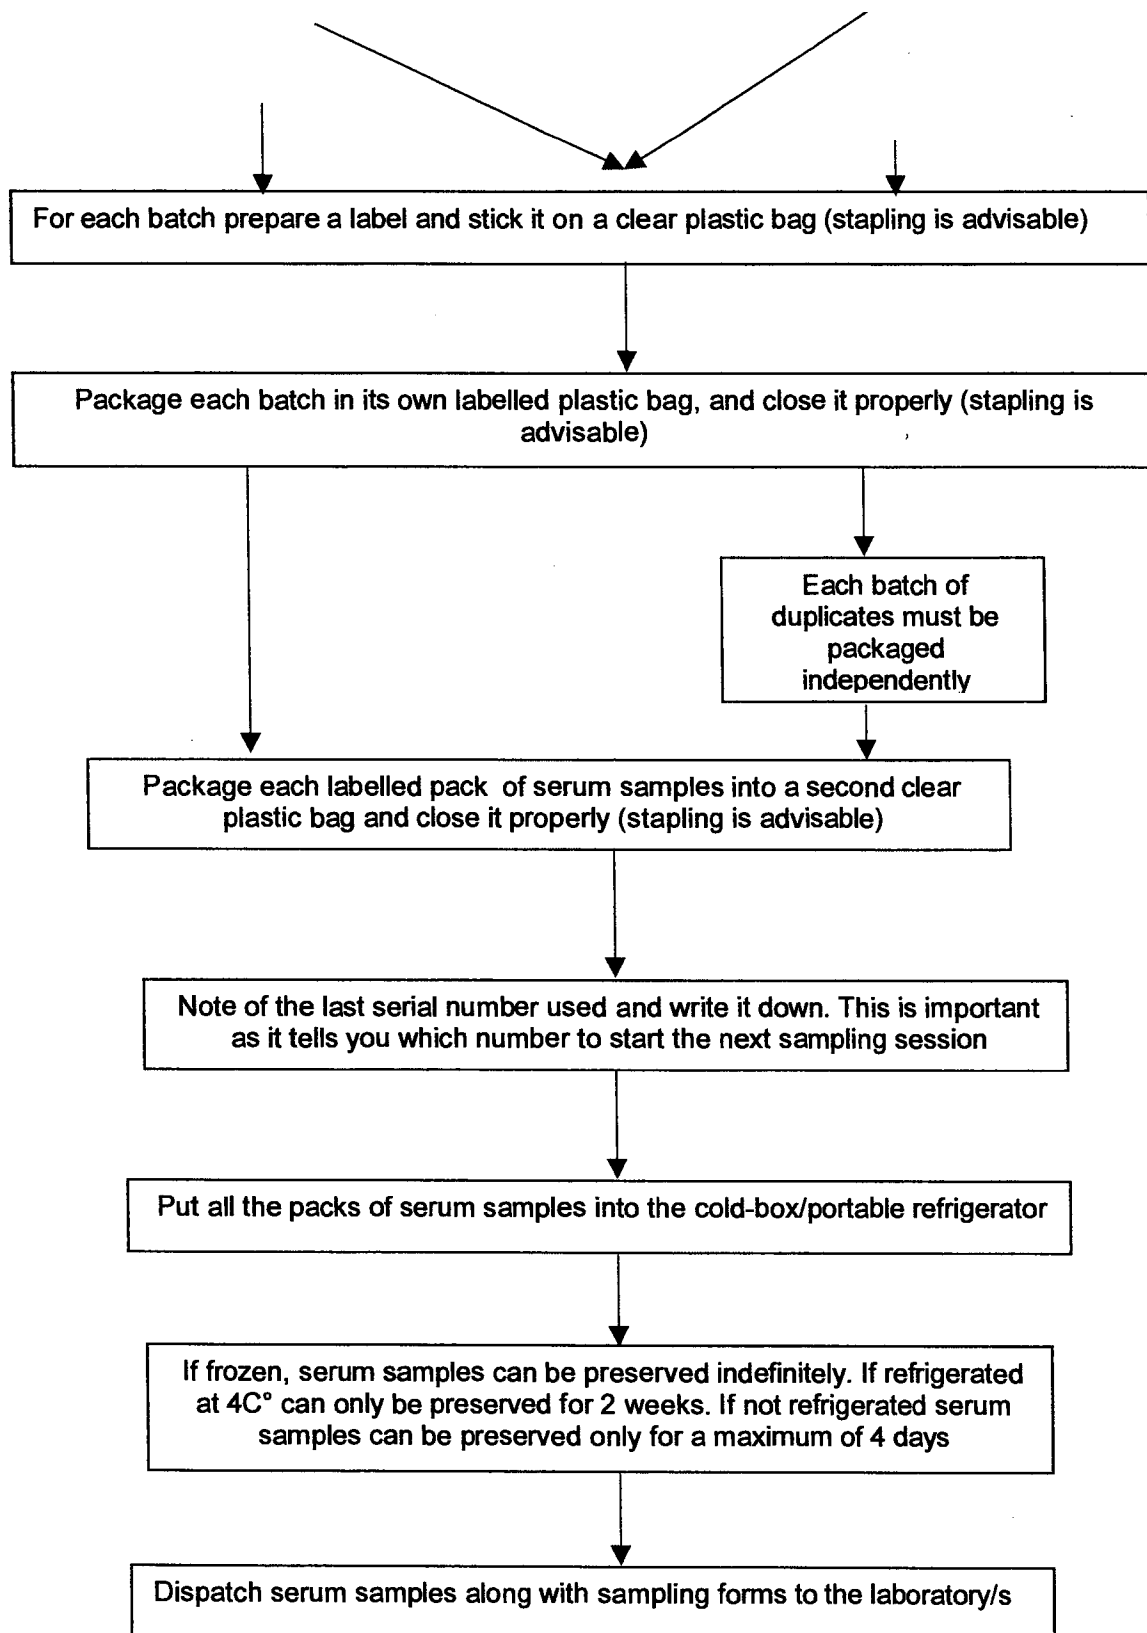 For each batch prepare a label and stick it on a clear plastic bag (stapling is advisable)
Package each batch in its own labelled plastic bag, and close it properly (stapling is
advisable)
Each batch of
duplicates must be
packaged
independently
Package each labelled pack of serum samples into a second clear
plastic bag and close it properly (stapling is advisable)
Note of the last serial number used and write it down. This is important
as it tells you which number to start the next sampling session
Put all the packs of serum samples into the cold-box/portable refrigerator
If frozen, serum samples can be preserved indefinitely. If refrigerated
at 4C° can only be preserved for 2 weeks. If not refrigerated serum
samples can be preserved only for a maximum of 4 days
Dispatch serum samples along with sampling forms to the laboratory/s